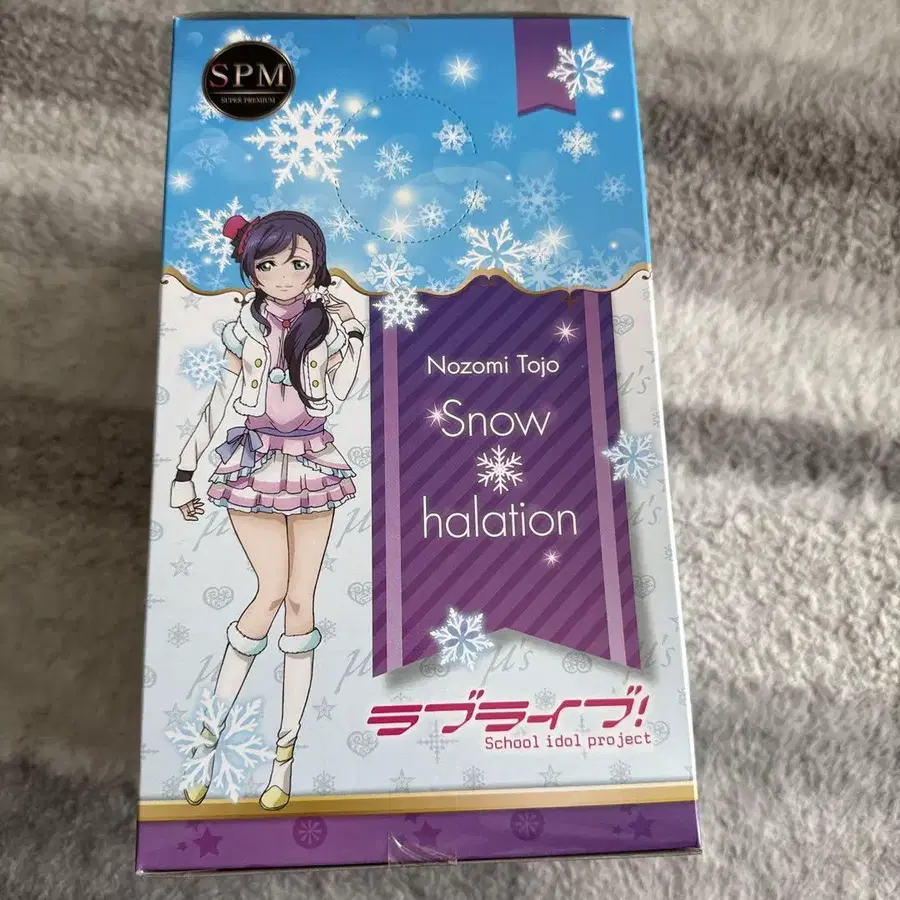 SPM
SUPER PREMIUM
Nozomi Tojo
Snow
halation
μ's
μ's
μ's
ラブライブ!
School idol project